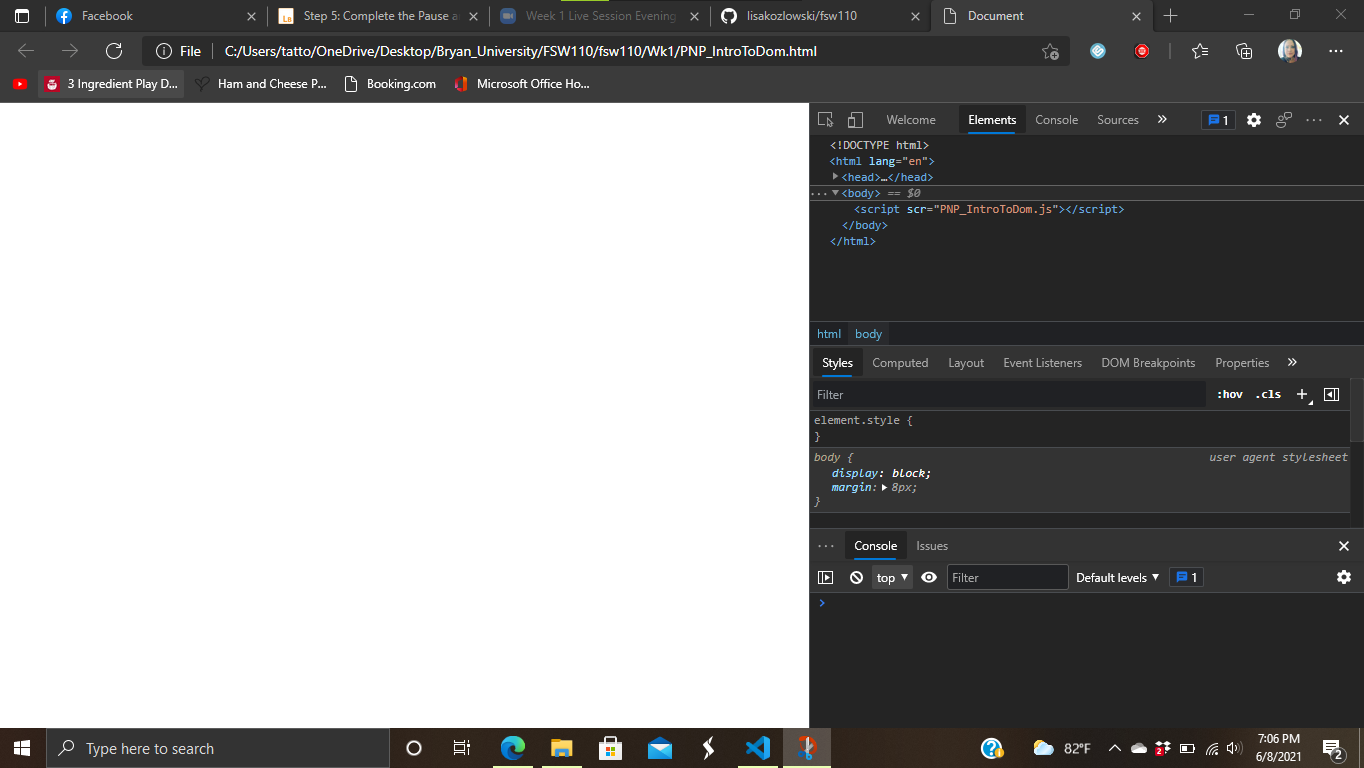 Facebook
Step 5: Complete the Pause a
Week 1 Live Session Evening
lisakozlowski/fsw110
Document
File C:/Users/tatto/OneDrive/Desktop/Bryan_University/FSW110/fsw110/Wk1/PNP_IntroToDom.html
3 Ingredient Play D...
Ham and Cheese P...
Booking.com
Microsoft Office Ho...
Welcome Elements Console Sources » 1
<!DOCTYPE html>
<html lang="en">
<head>…</head>
... <body> == $0
<script scr="PNP_IntroToDom.js"></script>
</body>
</html>
html body
Styles Computed Layout Event Listeners DOM Breakpoints Properties »
Filter :hov .cls +
element.style {
}
body { user agent stylesheet
display: block;
margin: 8px;
}
... Console Issues
top Filter Default levels 1
>
Type here to search
82°F
2
7:06 PM
6/8/2021
2